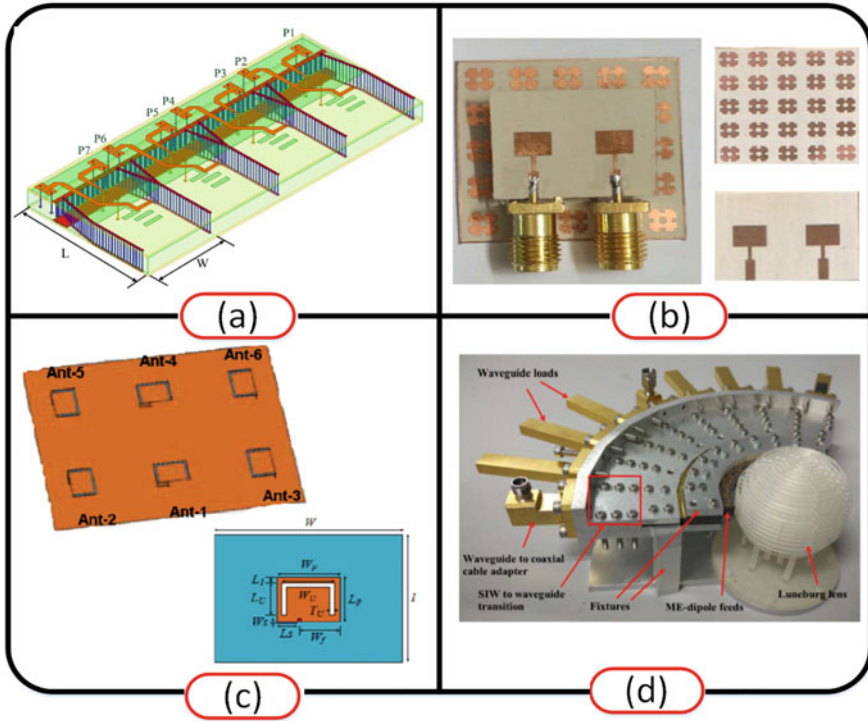 P1
P2
P3
P4
P5
P6
P7
L
W
(a)
(b)
Ant-5
Ant-4
Ant-6
Ant-2
Ant-1
Ant-3
W
L1
Wp
LU
WU
Lp
TU
Ws
Ls
Wf
(c)
Waveguide loads
Waveguide to coaxial
cable adapter
SIW to waveguide
transition
Fixtures
ME-dipole feeds
Luneburg lens
(d)